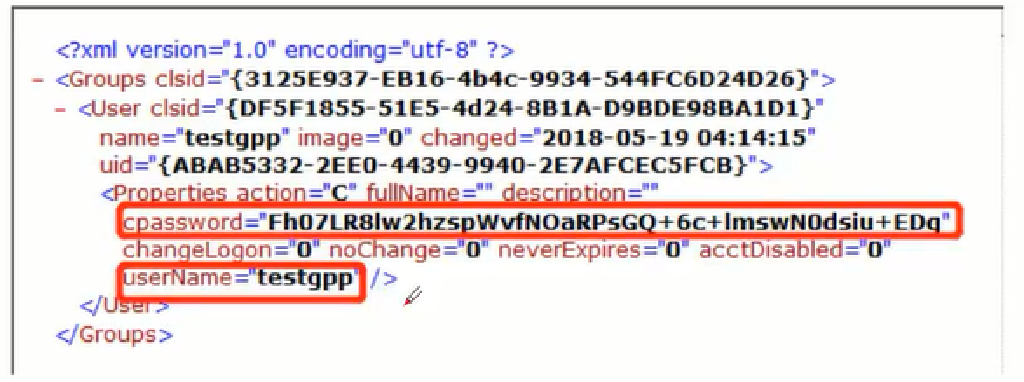 <?xml version="1.0" encoding="utf-8" ?>
- <Groups clsid="{3125E937-EB16-4b4c-9934-544FC6D24D26}">
- <User clsid="{DF5F1855-51E5-4d24-8B1A-D9BDE98BA1D1}"
name="testgpp" image="0" changed="2018-05-19 04:14:15"
uid="{ABAB5332-2EE0-4439-9940-2E7AFCEC5FCB}">
<Properties action="C" fullName="" description=""
cpassword="Fh07LR8lw2hzspWvfNOaRPsGQ+6c+lmswN0dsiu+EDq"
changeLogon="0" noChange="0" neverExpires="0" acctDisabled="0"
userName="testgpp" />
</User>
</Groups>